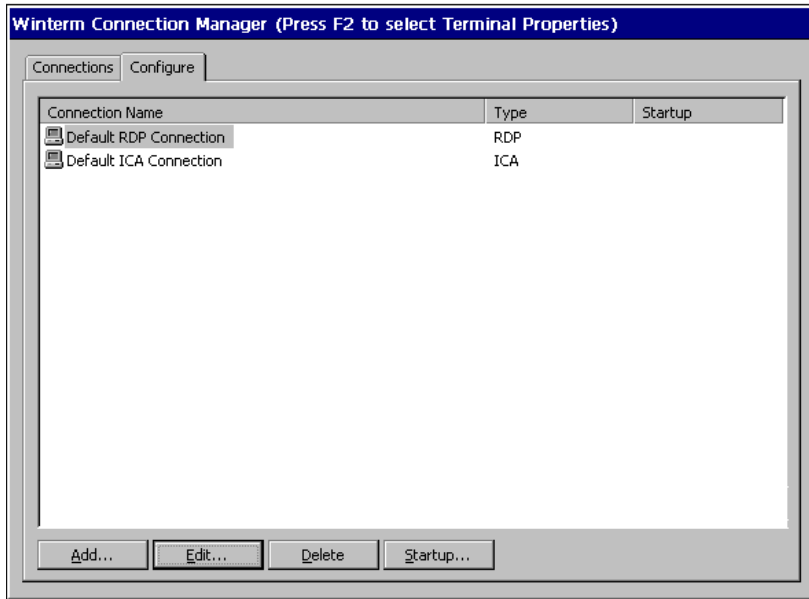 Winterm Connection Manager (Press F2 to select Terminal Properties)
Connections Configure
Connection Name Type Startup
Default RDP Connection RDP
Default ICA Connection ICA
Add... Edit... Delete Startup...